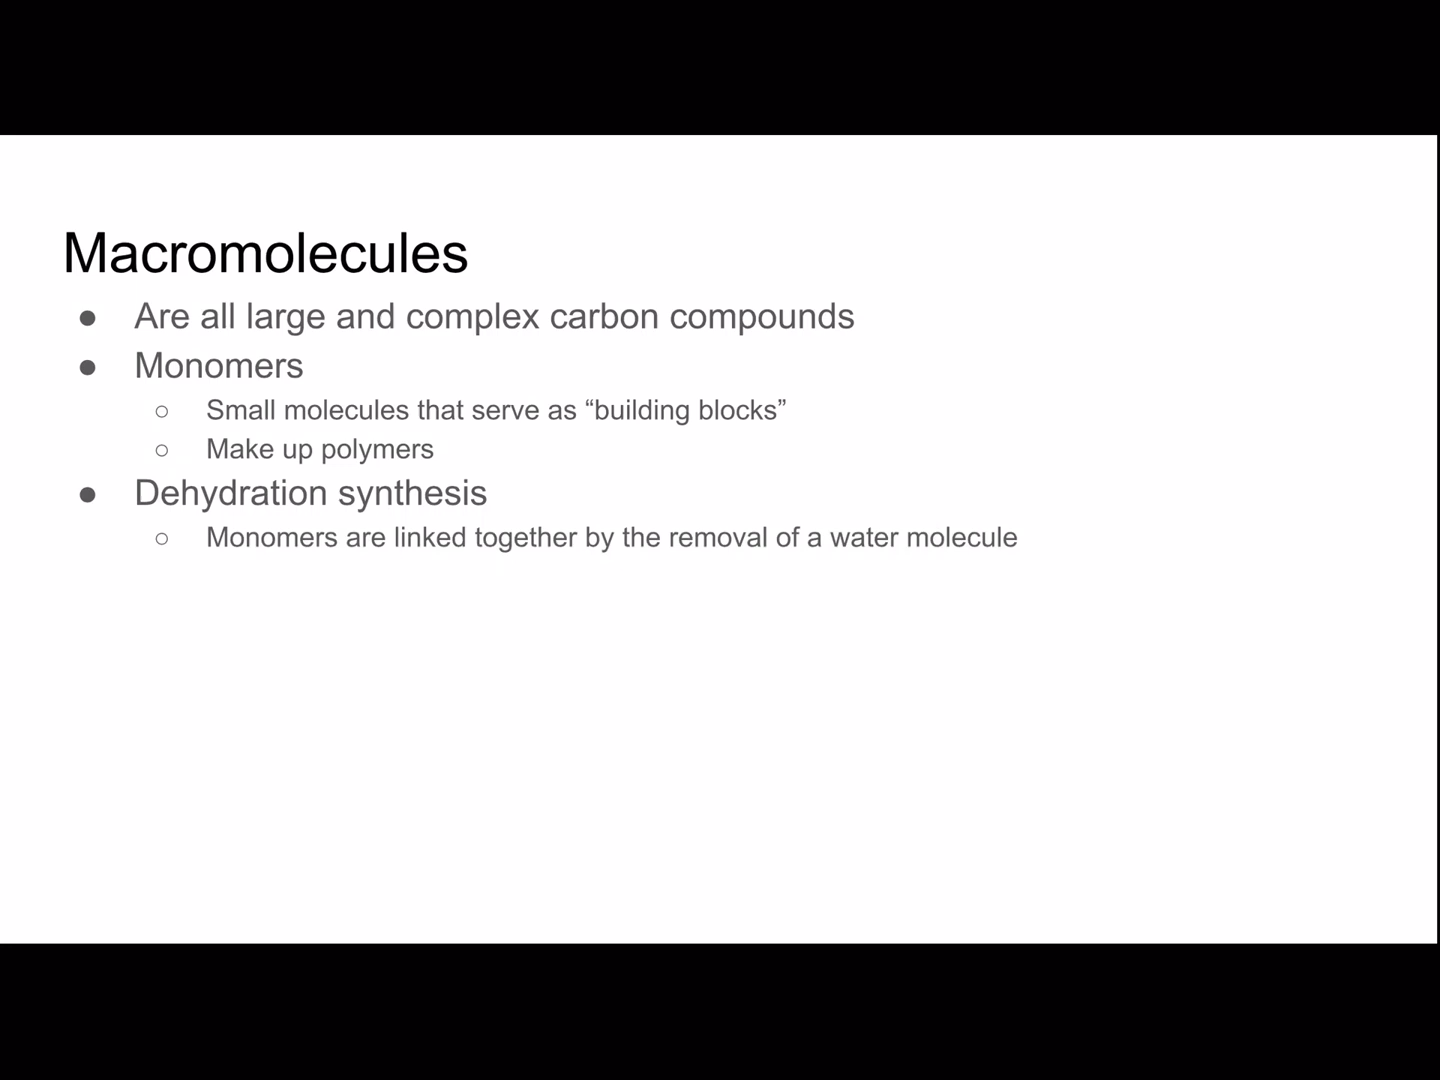 Macromolecules
● Are all large and complex carbon compounds
● Monomers
○ Small molecules that serve as “building blocks”
○ Make up polymers
● Dehydration synthesis
○ Monomers are linked together by the removal of a water molecule